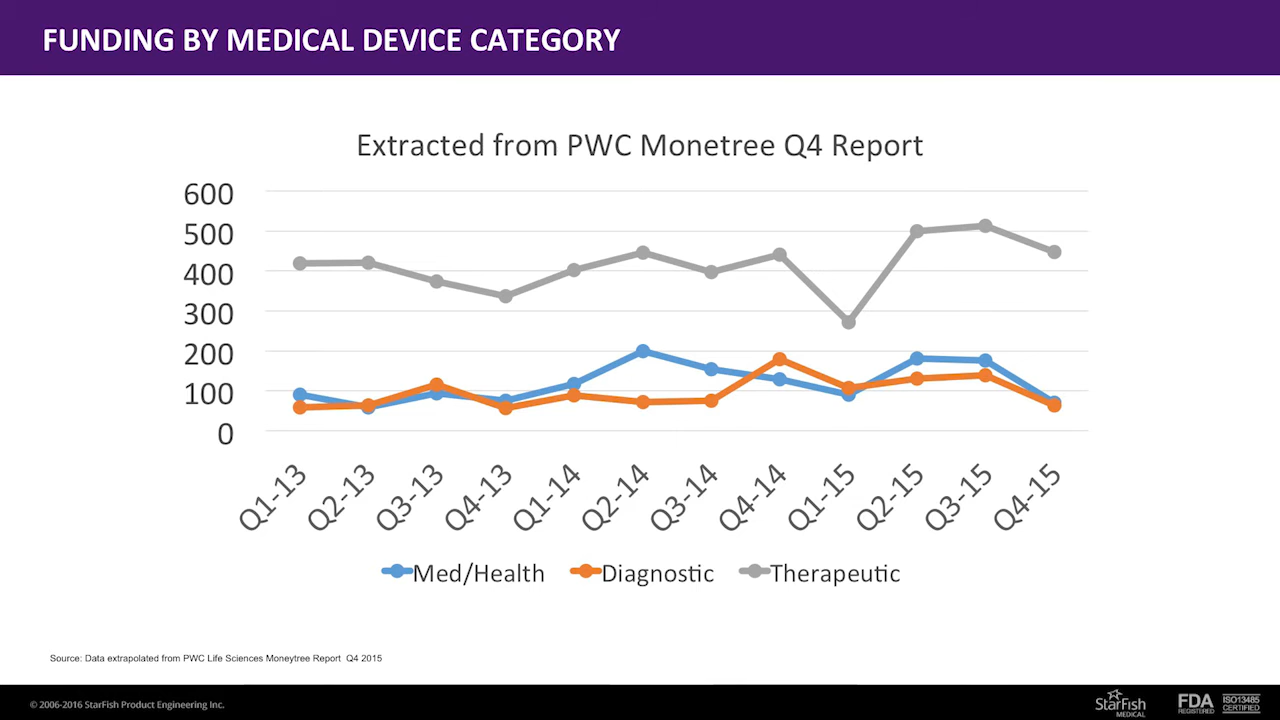 FUNDING BY MEDICAL DEVICE CATEGORY
Extracted from PWC Monetree Q4 Report
600
500
400
300
200
100
0
Q1-13
Q2-13
Q3-13
Q4-13
Q1-14
Q2-14
Q3-14
Q4-14
Q1-15
Q2-15
Q3-15
Q4-15
Med/Health Diagnostic Therapeutic
Source: Data extrapolated from PWC Life Sciences Moneytree Report Q4 2015
© 2006-2016 StarFish Product Engineering Inc.
StarFish
MEDICAL
FDA
REGISTERED
ISO13485
CERTIFIED